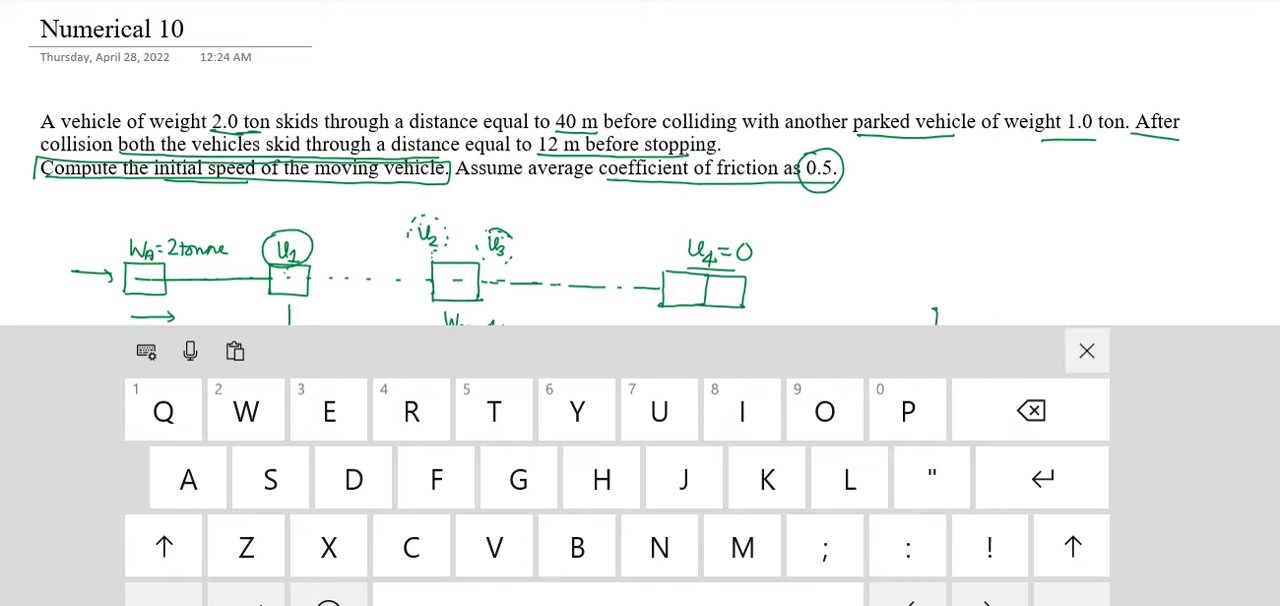 Numerical 10
Thursday, April 28, 2022 12:24 AM
A vehicle of weight 2.0 ton skids through a distance equal to 40 m before colliding with another parked vehicle of weight 1.0 ton. After
collision both the vehicles skid through a distance equal to 12 m before stopping.
Compute the initial speed of the moving vehicle. Assume average coefficient of friction as 0.5.
WA=2tonne u1 u2 u3 u4=0
1 2 3 4 5 6 7 8 9 0
Q W E R T Y U I O P
A S D F G H J K L "
Z X C V B N M ; : !